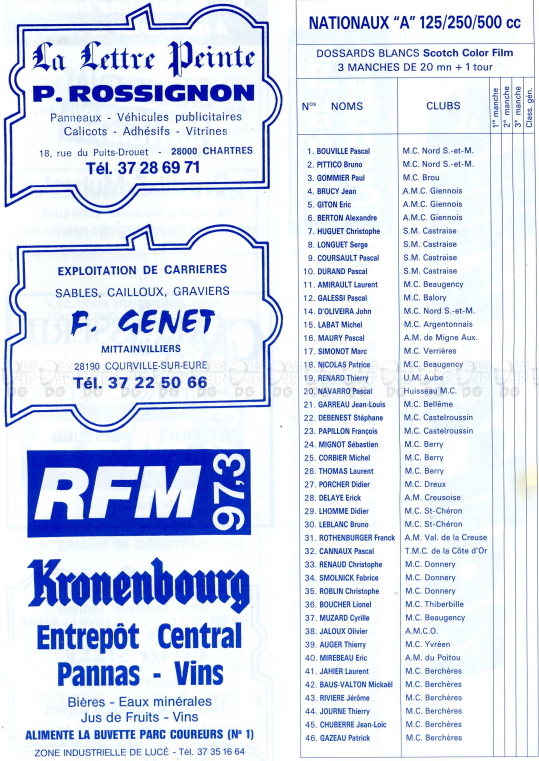 La Lettre Peinte
P. ROSSIGNON
Panneaux - Véhicules publicitaires
Calicots - Adhésifs - Vitrines
18, rue du Puits-Drouet - 28000 CHARTRES
Tél. 37 28 69 71
EXPLOITATION DE CARRIERES
SABLES, CAILLOUX, GRAVIERS
F. GENET
MITTAINVILLIERS
28190 COURVILLE-SUR-EURE
Tél. 37 22 50 66
RFM 97,3
Kronenbourg
Entrepôt Central
Pannas - Vins
Bières - Eaux minérales
Jus de Fruits - Vins
ALIMENTE LA BUVETTE PARC COUREURS (N° 1)
ZONE INDUSTRIELLE DE LUCÉ - Tél. 37 35 16 64
NATIONAUX "A" 125/250/500 cc
DOSSARDS BLANCS Scotch Color Film
3 MANCHES DE 20 mn + 1 tour
Nos NOMS CLUBS 1re manche 2e manche 3e manche Class. gén.
1. BOUVILLE Pascal M.C. Nord S.-et-M.
2. PITTICO Bruno M.C. Nord S.-et-M.
3. GOMMIER Paul M.C. Brou
4. BRUCY Jean A.M.C. Giennois
5. GITON Eric A.M.C. Giennois
6. BERTON Alexandre A.M.C. Giennois
7. HUGUET Christophe S.M. Castraise
8. LONGUET Serge S.M. Castraise
9. COURSAULT Pascal S.M. Castraise
10. DURAND Pascal S.M. Castraise
11. AMIRAULT Laurent M.C. Beaugency
12. GALESSI Pascal M.C. Balory
14. D'OLIVEIRA John M.C. Nord S.-et-M.
15. LABAT Michel M.C. Argentonnais
16. MAURY Pascal A.M. de Migne Aux.
17. SIMONOT Marc M.C. Verrières
18. NICOLAS Patrice M.C. Beaugency
19. RENARD Thierry U.M. Aube
20. NAVARRO Pascal Huisseau M.C.
21. GARREAU Jean-Louis M.C. Bellême
22. DEBENEST Stéphane M.C. Castelroussin
23. PAPILLON François M.C. Castelroussin
24. MIGNOT Sébastien M.C. Berry
25. CORBIER Michel M.C. Berry
26. THOMAS Laurent M.C. Berry
27. PORCHER Didier M.C. Dreux
28. DELAYE Erick A.M. Creusoise
29. LHOMME Didier M.C. St-Chéron
30. LEBLANC Bruno M.C. St-Chéron
31. ROTHENBURGER Franck A.M. Val. de la Creuse
32. CANNAUX Pascal T.M.C. de la Côte d'Or
33. RENAUD Christophe M.C. Donnery
34. SMOLNICK Fabrice M.C. Donnery
35. ROBLIN Christophe M.C. Donnery
36. BOUCHER Lionel M.C. Thiberbille
37. MUZARD Cyrille M.C. Beaugency
38. JALOUX Olivier A.M.C.O.
39. AUGER Thierry M.C. Yvréen
40. MIREBEAU Eric A.M. du Poitou
41. JAHIER Laurent M.C. Berchères
42. BAUS-VALTON Mickaël M.C. Berchères
43. RIVIERE Jérôme M.C. Berchères
44. JOURNE Thierry M.C. Berchères
45. CHUBERRE Jean-Loïc M.C. Berchères
46. GAZEAU Patrick M.C. Berchères